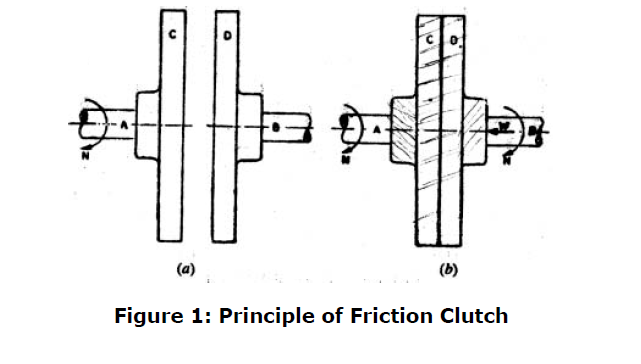 C D
A B
N
(a)
C D
A W B
N N
(b)
Figure 1: Principle of Friction Clutch